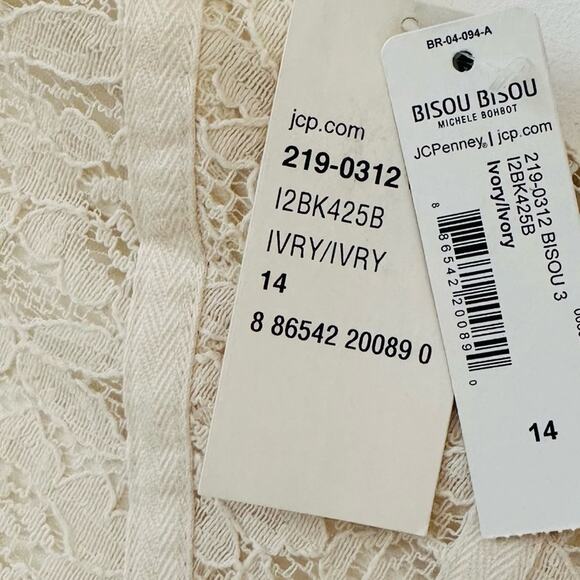 jcp.com
219-0312
I2BK425B
IVRY/IVRY
14
8 86542 20089 0
BR-04-094-A
BISOU BISOU
MICHELE BOHBOT
JCPenney® | jcp.com
219-0312 BISOU 3
I2BK425B
Ivory/Ivory
8 86542 20089 0
14